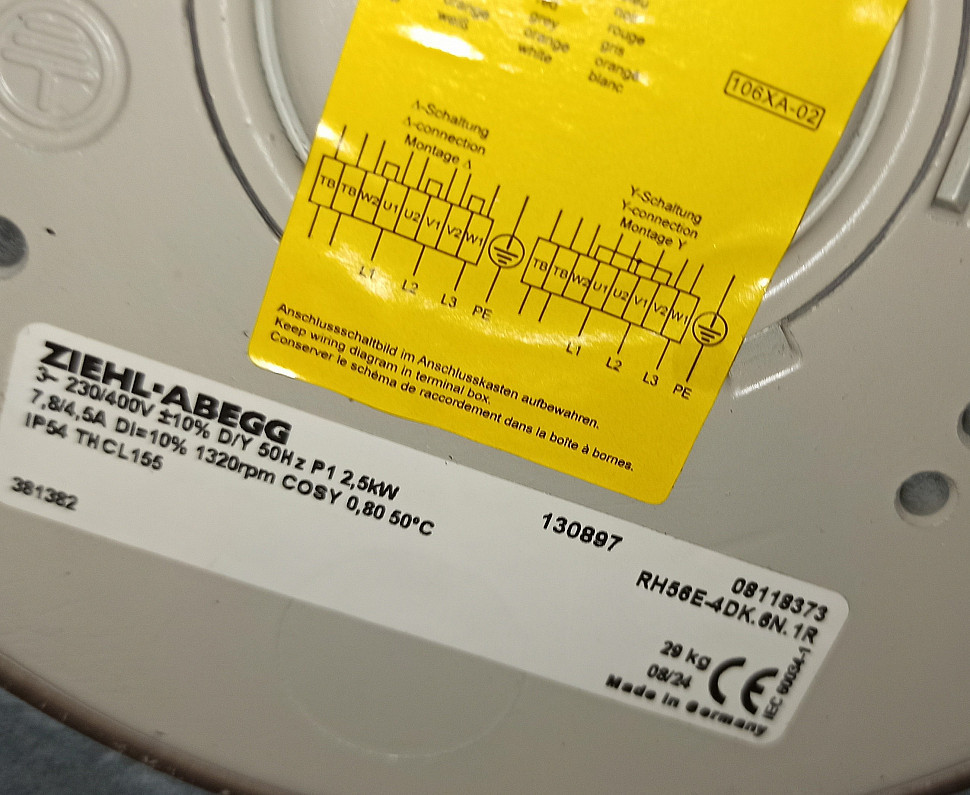 orange
weiß
grey
orange
white
rouge
gris
orange
blanc
106XA-02
Δ-Schaltung
Δ-connection
Montage Δ
TB TB W2 U1 U2 V1 V2 W1
L1 L2 L3 PE
Y-Schaltung
Y-connection
Montage Y
TB TB W2 U1 U2 V1 V2 W1
L1 L2 L3 PE
Anschlussschaltbild im Anschlusskasten aufbewahren.
Keep wiring diagram in terminal box.
Conserver le schéma de raccordement dans la boîte à bornes.
ZIEHL-ABEGG
3~ 230/400V ±10% D/Y 50Hz P1 2,5kW
7,8/4,5A DI=10% 1320rpm COSY 0,80 50°C
IP54 THCL155
381382
130897
08118373
RH56E-4DK.6N.1R
29 kg
08/24
CE
IEC 60034-1
Made in Germany